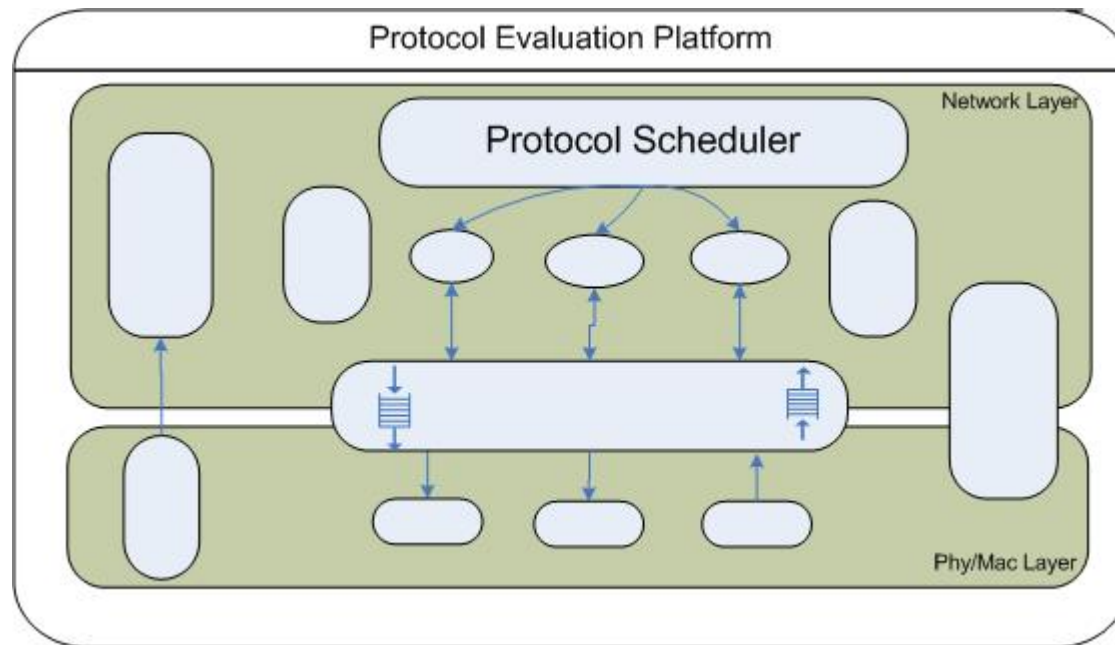 Protocol Evaluation Platform
Network Layer
Protocol Scheduler
Phy/Mac Layer